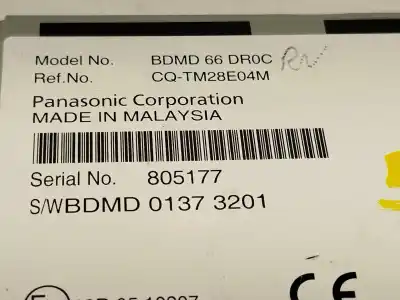 Model No. BDMD 66 DR0C
Ref.No. CQ-TM28E04M
Panasonic Corporation
MADE IN MALAYSIA
Serial No. 805177
S/WBDMD 0137 3201
CE